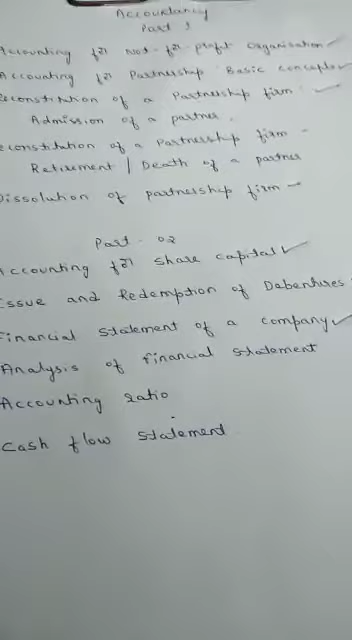 Accountancy
Part 1
Accounting for Not-for-profit Organisation
Accounting for Partnership Basic concepts
Reconstitution of a Partnership firm
Admission of a partner.
econstitution of a Partnership firm -
Retirement / Death of a partner
Dissolution of partnership firm -
Part - 02
Accounting for share capital
Issue and Redemption of Debentures
Financial statement of a company
Analysis of financial statement
Accounting ratio
Cash flow statement